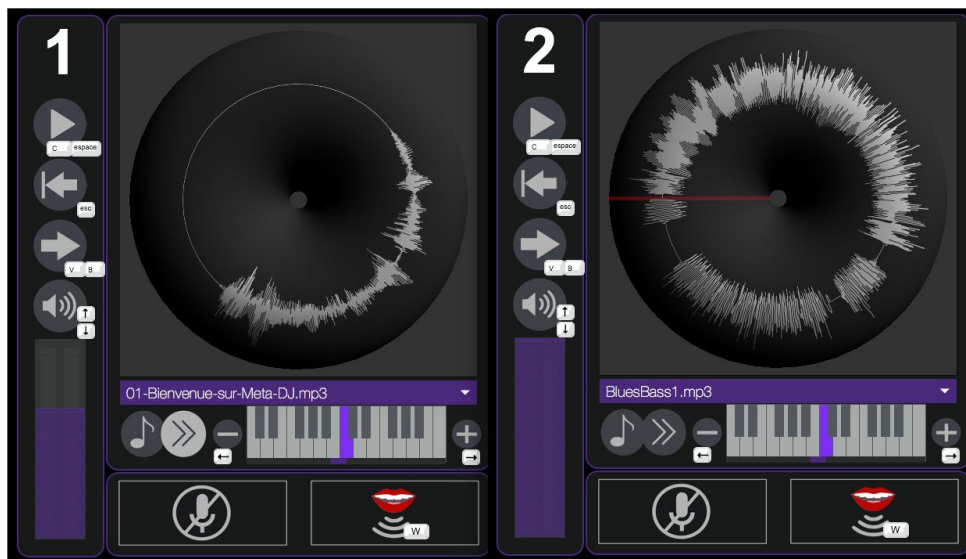 1
C espace
esc
V B
↑
↓
01-Bienvenue-sur-Meta-DJ.mp3
← →
W
2
C espace
esc
V B
↑
↓
BluesBass1.mp3
← →
W